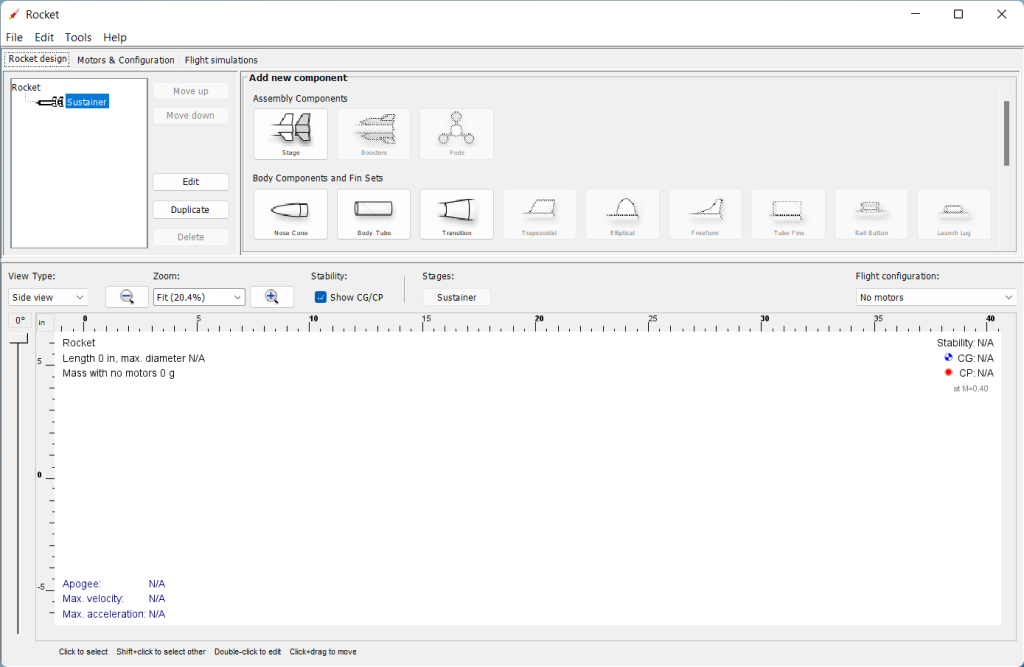 Rocket
File Edit Tools Help
Rocket design Motors & Configuration Flight simulations
Rocket
Sustainer
Move up
Move down
Edit
Duplicate
Delete
Add new component
Assembly Components
Stage Boosters Pods
Body Components and Fin Sets
Nose Cone Body Tube Transition Trapezoidal Elliptical Freeform Tube Fins Rail Button Launch Lug
View Type: Zoom: Stability: Stages: Flight configuration:
Side view Fit (20.4%) Show CG/CP Sustainer No motors
0° in 0 5 10 15 20 25 30 35 40
5
0
-5
Rocket
Length 0 in, max. diameter N/A
Mass with no motors 0 g
Stability: N/A
CG: N/A
CP: N/A
at M=0.40
Apogee: N/A
Max. velocity: N/A
Max. acceleration: N/A
Click to select Shift+click to select other Double-click to edit Click+drag to move